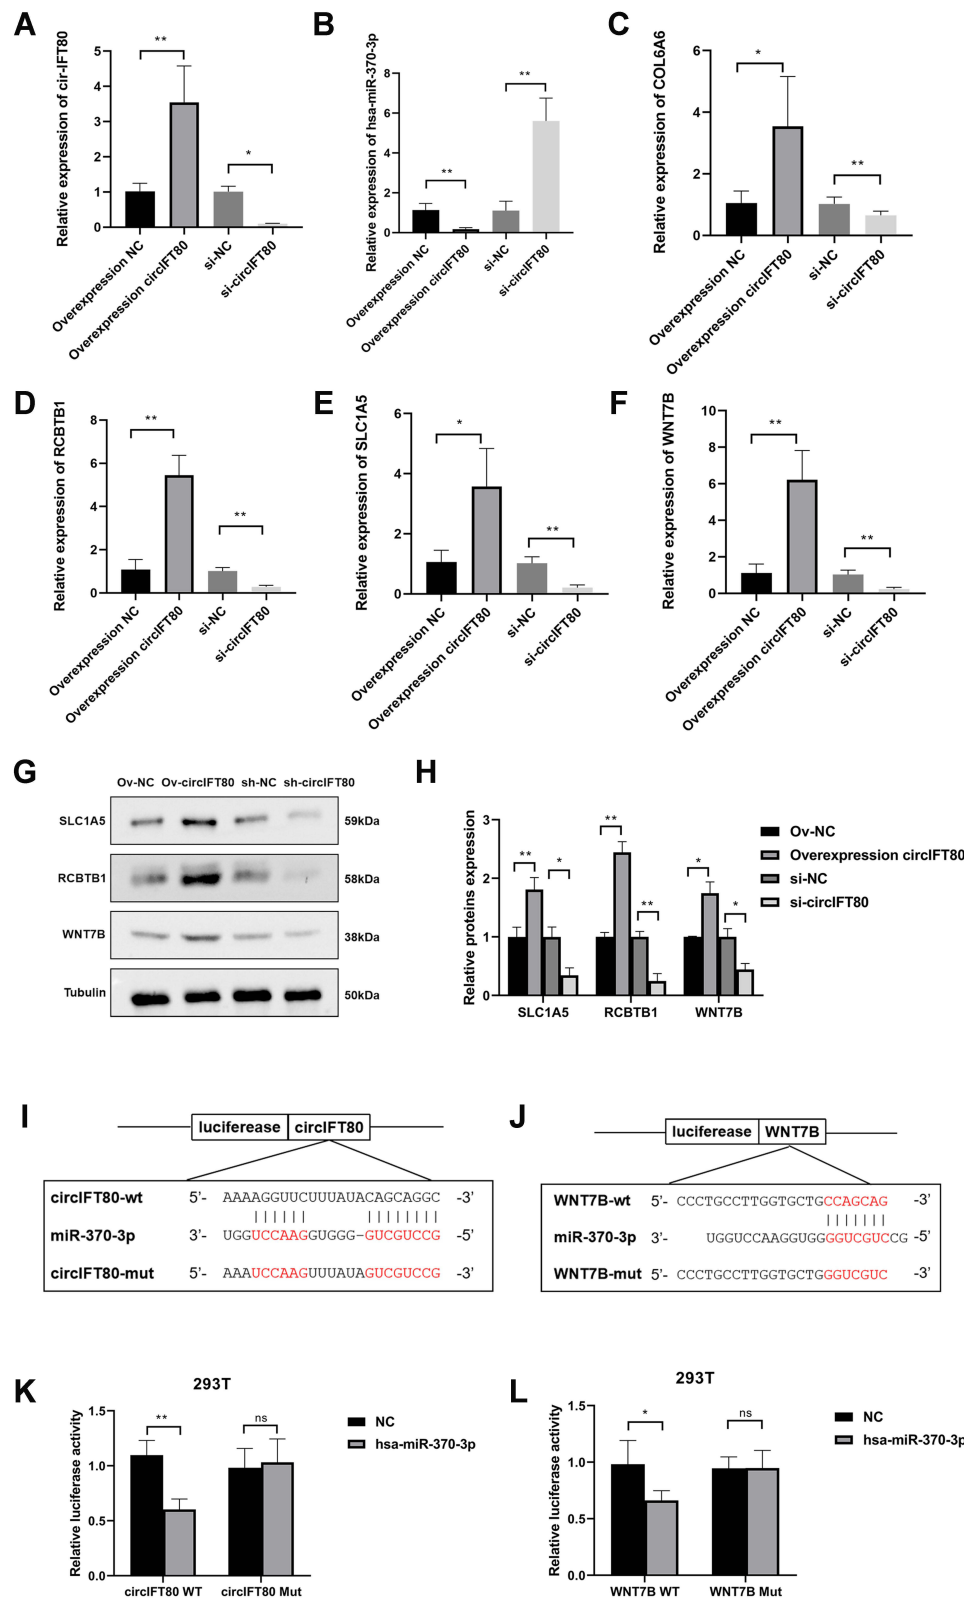 A
Relative expression of cir-IFT80
5
4
3
2
1
0
**
*
Overexpression NC
Overexpression circIFT80
si-NC
si-circIFT80
B
Relative expression of hsa-miR-370-3p
8
6
4
2
0
**
**
Overexpression NC
Overexpression circIFT80
si-NC
si-circIFT80
C
Relative expression of COL6A6
6
4
2
0
*
**
Overexpression NC
Overexpression circIFT80
si-NC
si-circIFT80
D
Relative expression of RCBTB1
8
6
4
2
0
**
**
Overexpression NC
Overexpression circIFT80
si-NC
si-circIFT80
E
Relative expression of SLC1A5
6
4
2
0
*
**
Overexpression NC
Overexpression circIFT80
si-NC
si-circIFT80
F
Relative expression of WNT7B
10
8
6
4
2
0
**
**
Overexpression NC
Overexpression circIFT80
si-NC
si-circIFT80
G
Ov-NC Ov-circIFT80 sh-NC sh-circIFT80
SLC1A5 59kDa
RCBTB1 58kDa
WNT7B 38kDa
Tubulin 50kDa
H
Relative proteins expression
3
2
1
0
** *
** **
* *
SLC1A5 RCBTB1 WNT7B
Ov-NC
Overexpression circIFT80
si-NC
si-circIFT80
I
luciferease circIFT80
circIFT80-wt 5'- AAAAGGUUCUUUAUACAGCAGGC -3'
miR-370-3p 3'- UGGUCCAAGGUGGG-GUCGUCCG -5'
circIFT80-mut 5'- AAAUCCAAGUUUAUAGUCGUCCG -3'
J
luciferease WNT7B
WNT7B-wt 5'- CCCTGCCTTGGTGCTGCCAGCAG -3'
miR-370-3p 3'- UGGUCCAAGGUGGGGUCGUCCG -5'
WNT7B-mut 5'- CCCTGCCTTGGTGCTGGGUCGUC -3'
K
293T
Relative luciferase activity
1.5
1.0
0.5
0.0
**
ns
circIFT80 WT circIFT80 Mut
NC
hsa-miR-370-3p
L
293T
Relative luciferase activity
1.5
1.0
0.5
0.0
*
ns
WNT7B WT WNT7B Mut
NC
hsa-miR-370-3p